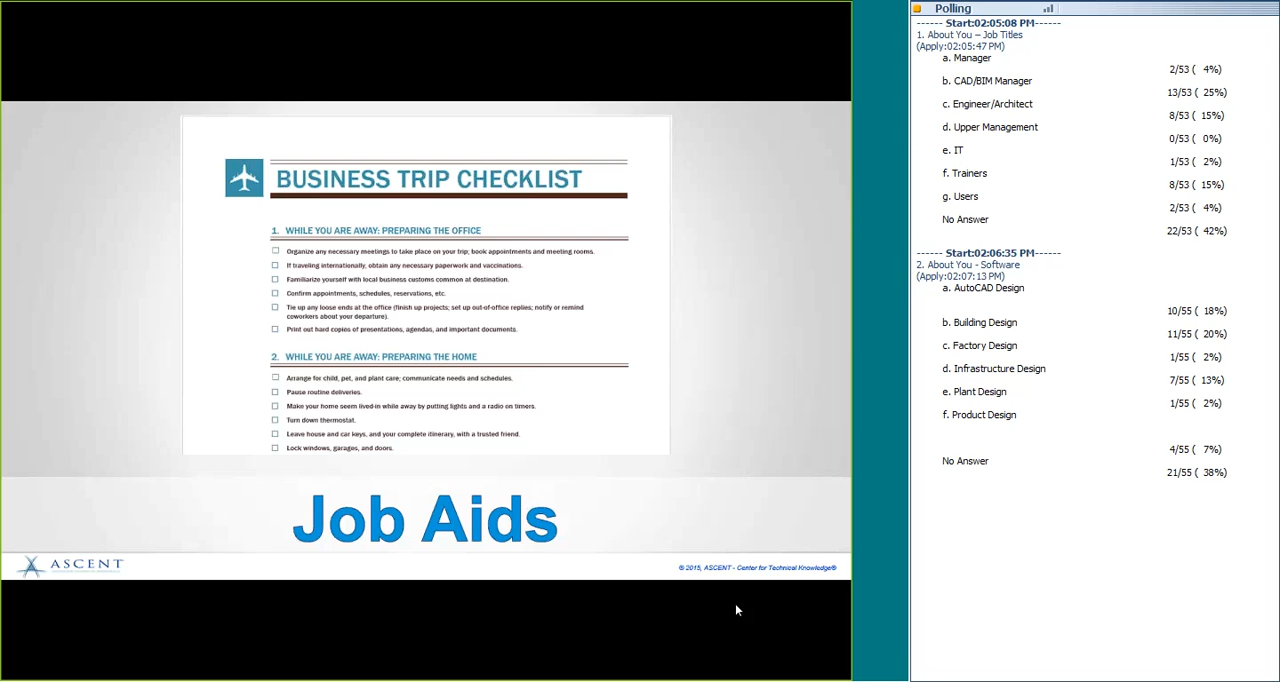 BUSINESS TRIP CHECKLIST
1. WHILE YOU ARE AWAY: PREPARING THE OFFICE
Organize any necessary meetings to take place on your trip; book appointments and meeting rooms.
If traveling internationally, obtain any necessary paperwork and vaccinations.
Familiarize yourself with local business customs common at destination.
Confirm appointments, schedules, reservations, etc.
Tie up any loose ends at the office (finish up projects; set up out-of-office replies; notify or remind
coworkers about your departure).
Print out hard copies of presentations, agendas, and important documents.
2. WHILE YOU ARE AWAY: PREPARING THE HOME
Arrange for child, pet, and plant care; communicate needs and schedules.
Pause routine deliveries.
Make your home seem lived-in while away by putting lights and a radio on timers.
Turn down thermostat.
Leave house and car keys, and your complete itinerary, with a trusted friend.
Lock windows, garages, and doors.
Job Aids
ASCENT
© 2015, ASCENT - Center for Technical Knowledge®
Polling
------ Start:02:05:08 PM------
1. About You – Job Titles
(Apply:02:05:47 PM)
a. Manager
2/53 ( 4%)
b. CAD/BIM Manager
13/53 ( 25%)
c. Engineer/Architect
8/53 ( 15%)
d. Upper Management
0/53 ( 0%)
e. IT
1/53 ( 2%)
f. Trainers
8/53 ( 15%)
g. Users
2/53 ( 4%)
No Answer
22/53 ( 42%)
------ Start:02:06:35 PM------
2. About You - Software
(Apply:02:07:13 PM)
a. AutoCAD Design
10/55 ( 18%)
b. Building Design
11/55 ( 20%)
c. Factory Design
1/55 ( 2%)
d. Infrastructure Design
7/55 ( 13%)
e. Plant Design
1/55 ( 2%)
f. Product Design
4/55 ( 7%)
No Answer
21/55 ( 38%)